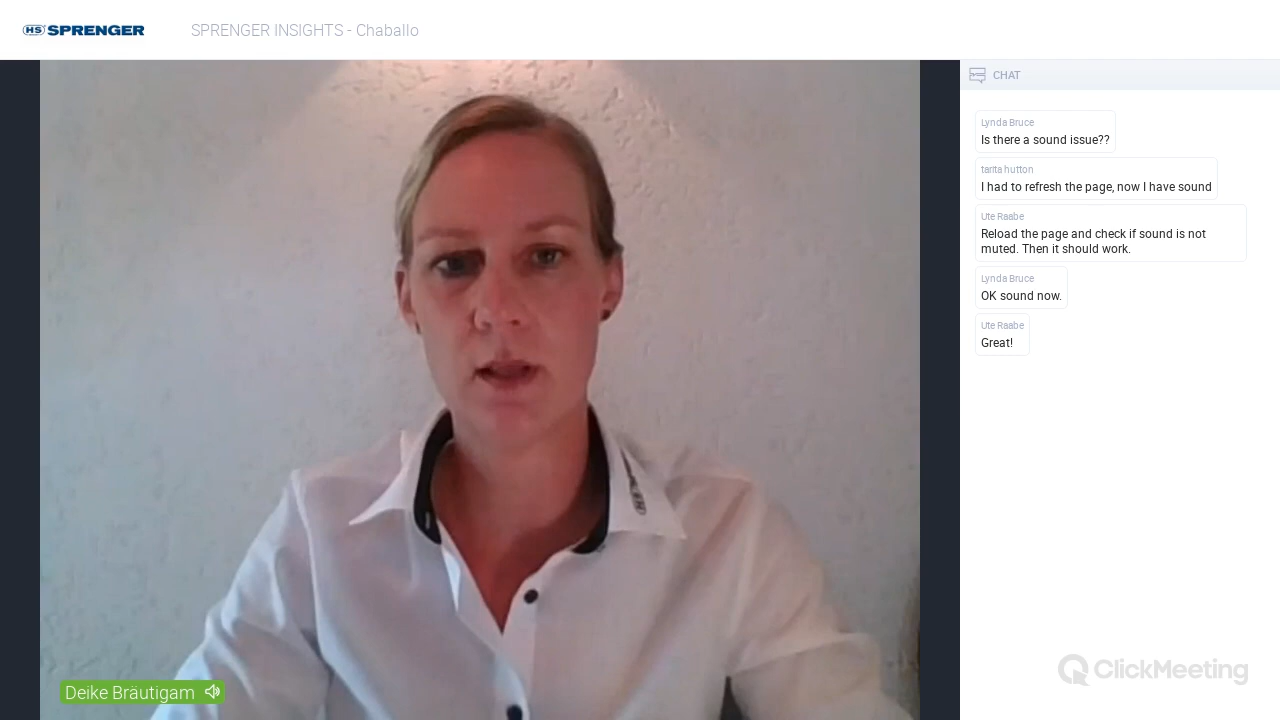 HS SPRENGER
SPRENGER INSIGHTS - Chaballo
CHAT
Lynda Bruce
Is there a sound issue??
tarita hutton
I had to refresh the page, now I have sound
Ute Raabe
Reload the page and check if sound is not
muted. Then it should work.
Lynda Bruce
OK sound now.
Ute Raabe
Great!
HS
Deike Bräutigam
ClickMeeting